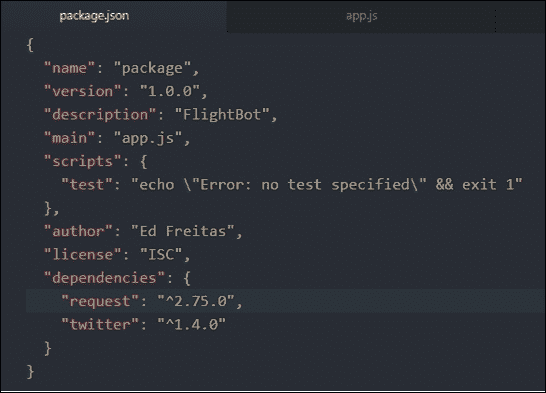 package.json app.js
{
"name": "package",
"version": "1.0.0",
"description": "FlightBot",
"main": "app.js",
"scripts": {
"test": "echo \"Error: no test specified\" && exit 1"
},
"author": "Ed Freitas",
"license": "ISC",
"dependencies": {
"request": "^2.75.0",
"twitter": "^1.4.0"
}
}